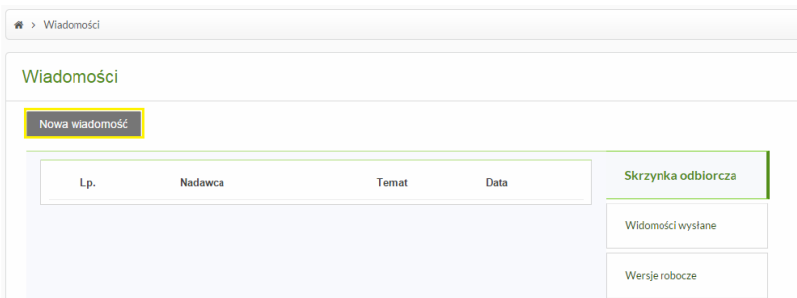 > Wiadomości
Wiadomości
Nowa wiadomość
Lp. Nadawca Temat Data
Skrzynka odbiorcza
Widomości wysłane
Wersje robocze